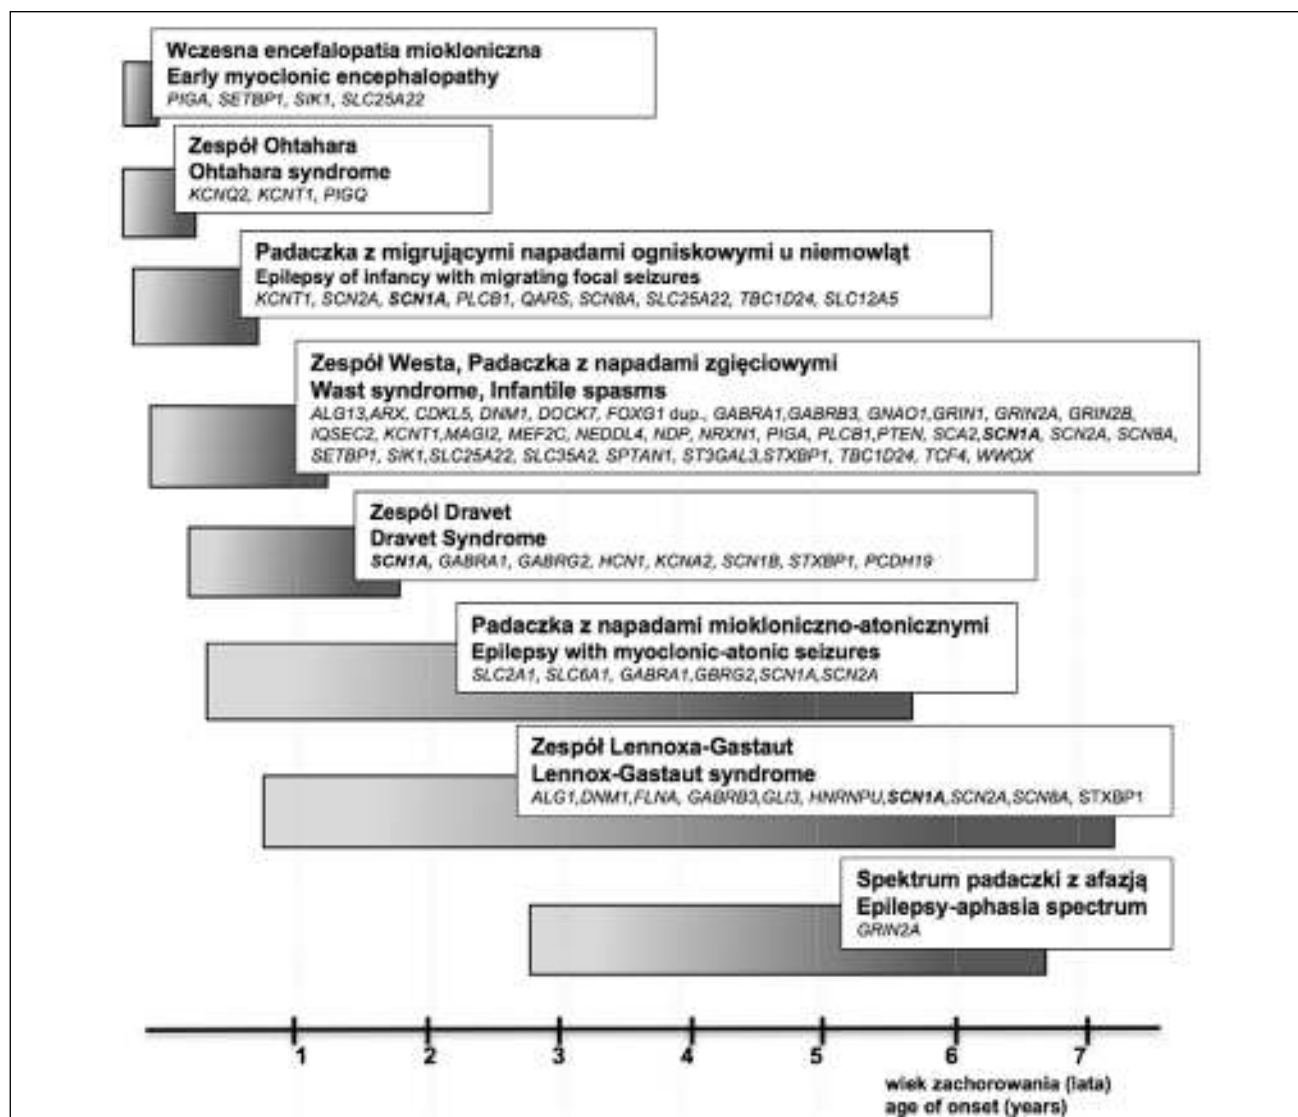 Wczesna encefalopatia miokloniczna
Early myoclonic encephalopathy
PIGA, SETBP1, SIK1, SLC25A22
Zespół Ohtahara
Ohtahara syndrome
KCNQ2, KCNT1, PIGQ
Padaczka z migrującymi napadami ogniskowymi u niemowląt
Epilepsy of infancy with migrating focal seizures
KCNT1, SCN2A, SCN1A, PLCB1, QARS, SCN8A, SLC25A22, TBC1D24, SLC12A5
Zespół Westa, Padaczka z napadami zgięciowymi
Wast syndrome, Infantile spasms
ALG13,ARX, CDKL5, DNM1, DOCK7, FOXG1 dup., GABRA1,GABRB3, GNAO1,GRIN1, GRIN2A, GRIN2B,
IQSEC2, KCNT1,MAGI2, MEF2C, NEDDL4, NDP, NRXN1, PIGA, PLCB1,PTEN, SCA2,SCN1A, SCN2A, SCN8A,
SETBP1, SIK1,SLC25A22, SLC35A2, SPTAN1, ST3GAL3,STXBP1, TBC1D24, TCF4, WWOX
Zespól Dravet
Dravet Syndrome
SCN1A, GABRA1, GABRG2, HCN1, KCNA2, SCN1B, STXBP1, PCDH19
Padaczka z napadami miokloniczno-atonicznymi
Epilepsy with myoclonic-atonic seizures
SLC2A1, SLC6A1, GABRA1,GBRG2,SCN1A,SCN2A
Zespół Lennoxa-Gastaut
Lennox-Gastaut syndrome
ALG1,DNM1,FLNA, GABRB3,GLI3, HNRNPU,SCN1A,SCN2A,SCN8A, STXBP1
Spektrum padaczki z afazją
Epilepsy-aphasia spectrum
GRIN2A
1 2 3 4 5 6 7
wiek zachorowania (lata)
age of onset (years)